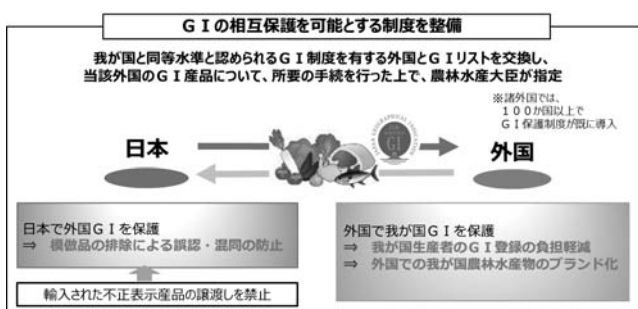 ＧＩの相互保護を可能とする制度を整備
我が国と同等水準と認められるＧＩ制度を有する外国とＧＩリストを交換し、
当該外国のＧＩ産品について、所要の手続を行った上で、農林水産大臣が指定
※諸外国では、
１００か国以上で
ＧＩ保護制度が既に導入
日本
GI
外国
日本で外国ＧＩを保護
⇒ 模倣品の排除による誤認・混同の防止
輸入された不正表示産品の譲渡しを禁止
外国で我が国ＧＩを保護
⇒ 我が国生産者のＧＩ登録の負担軽減
⇒ 外国での我が国農林水産物のブランド化